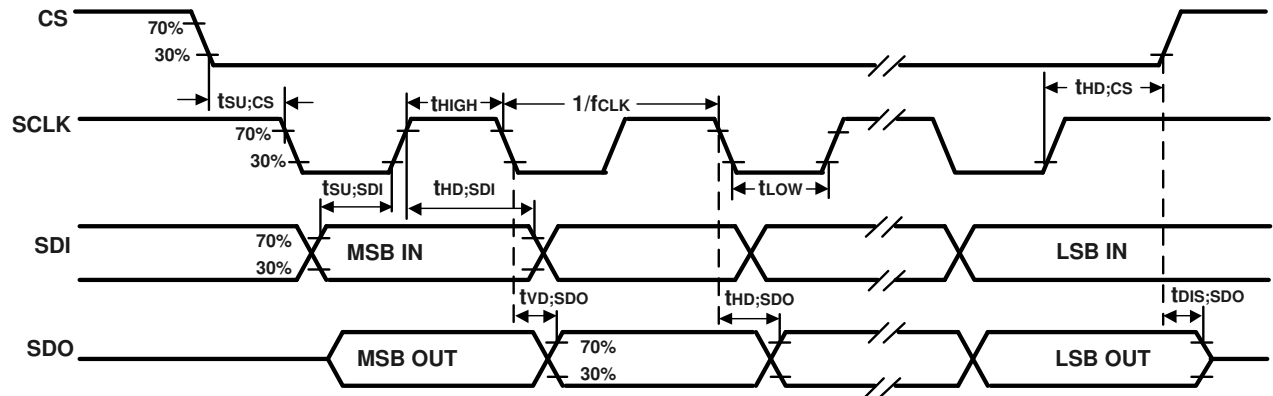 CS
70%
30%
tSU;CS
tHIGH
1/fCLK
tHD;CS
SCLK
70%
30%
tSU;SDI
tHD;SDI
tLOW
SDI
70%
30%
MSB IN
LSB IN
tVD;SDO
tHD;SDO
tDIS;SDO
SDO
MSB OUT
70%
30%
LSB OUT